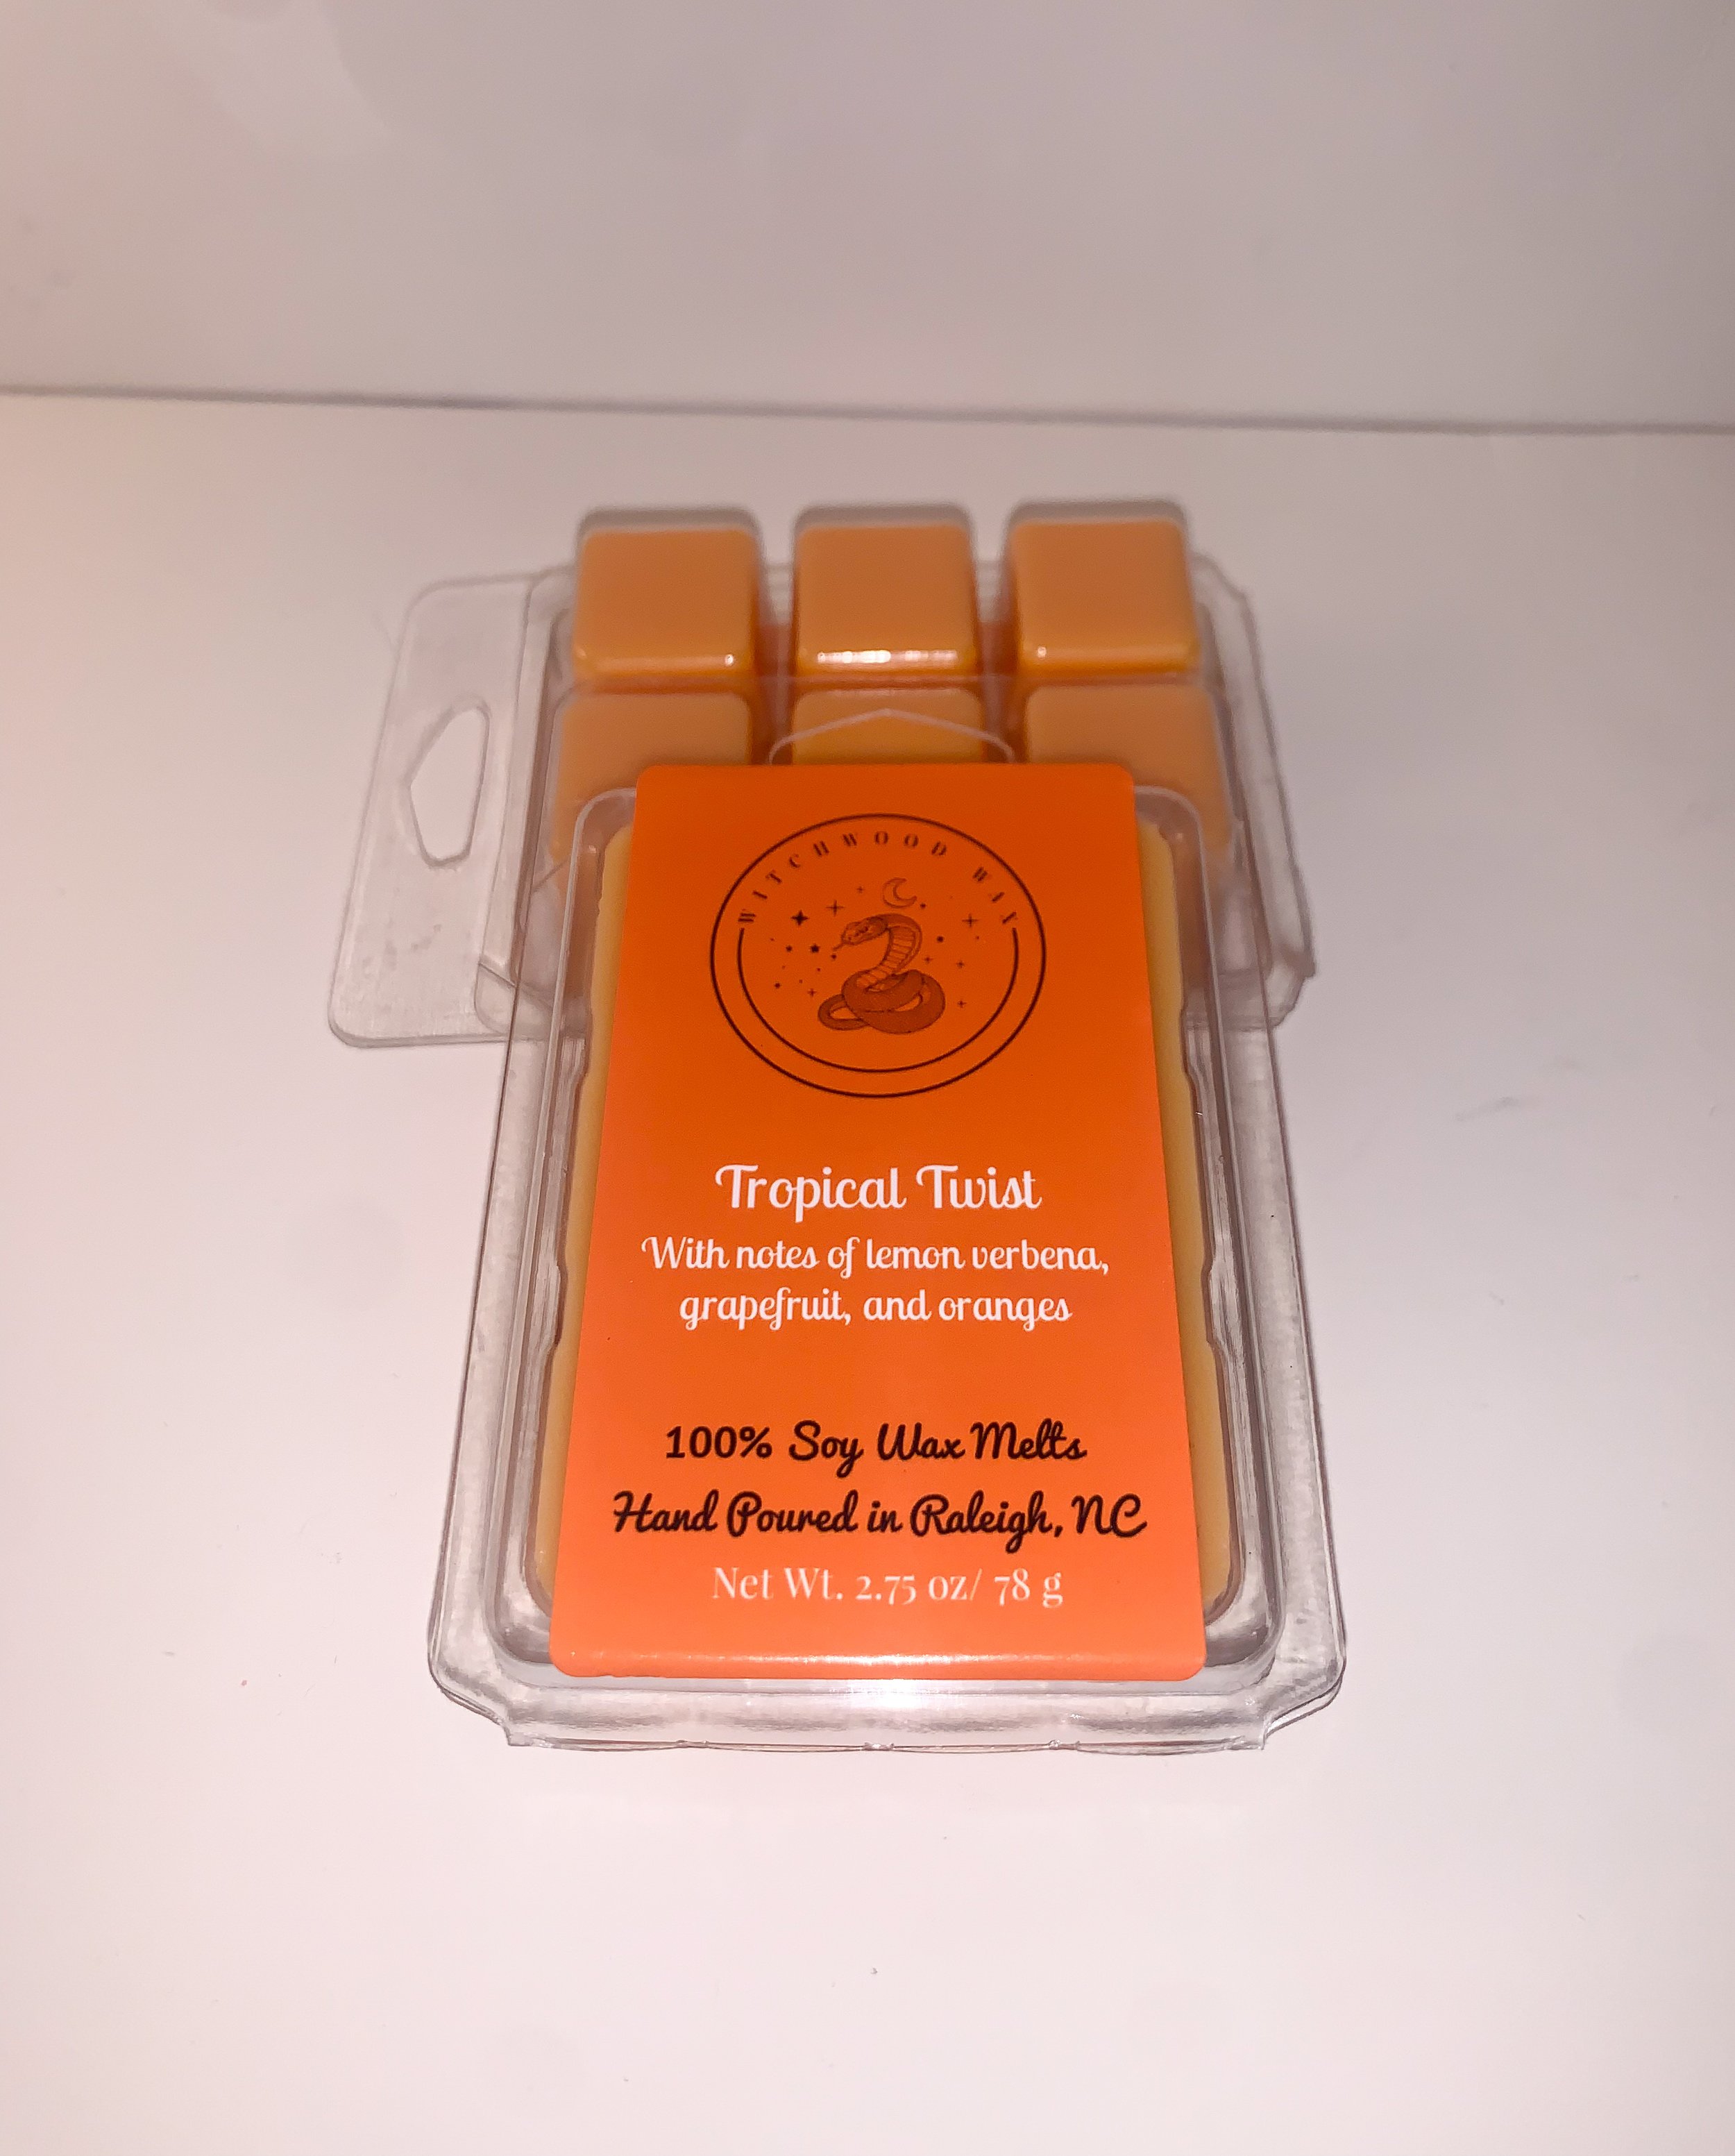 WITCHWOOD WAX
Tropical Twist
With notes of lemon verbena,
grapefruit, and oranges
100% Soy Wax Melts
Hand Poured in Raleigh, NC
Net Wt. 2.75 oz/ 78 g